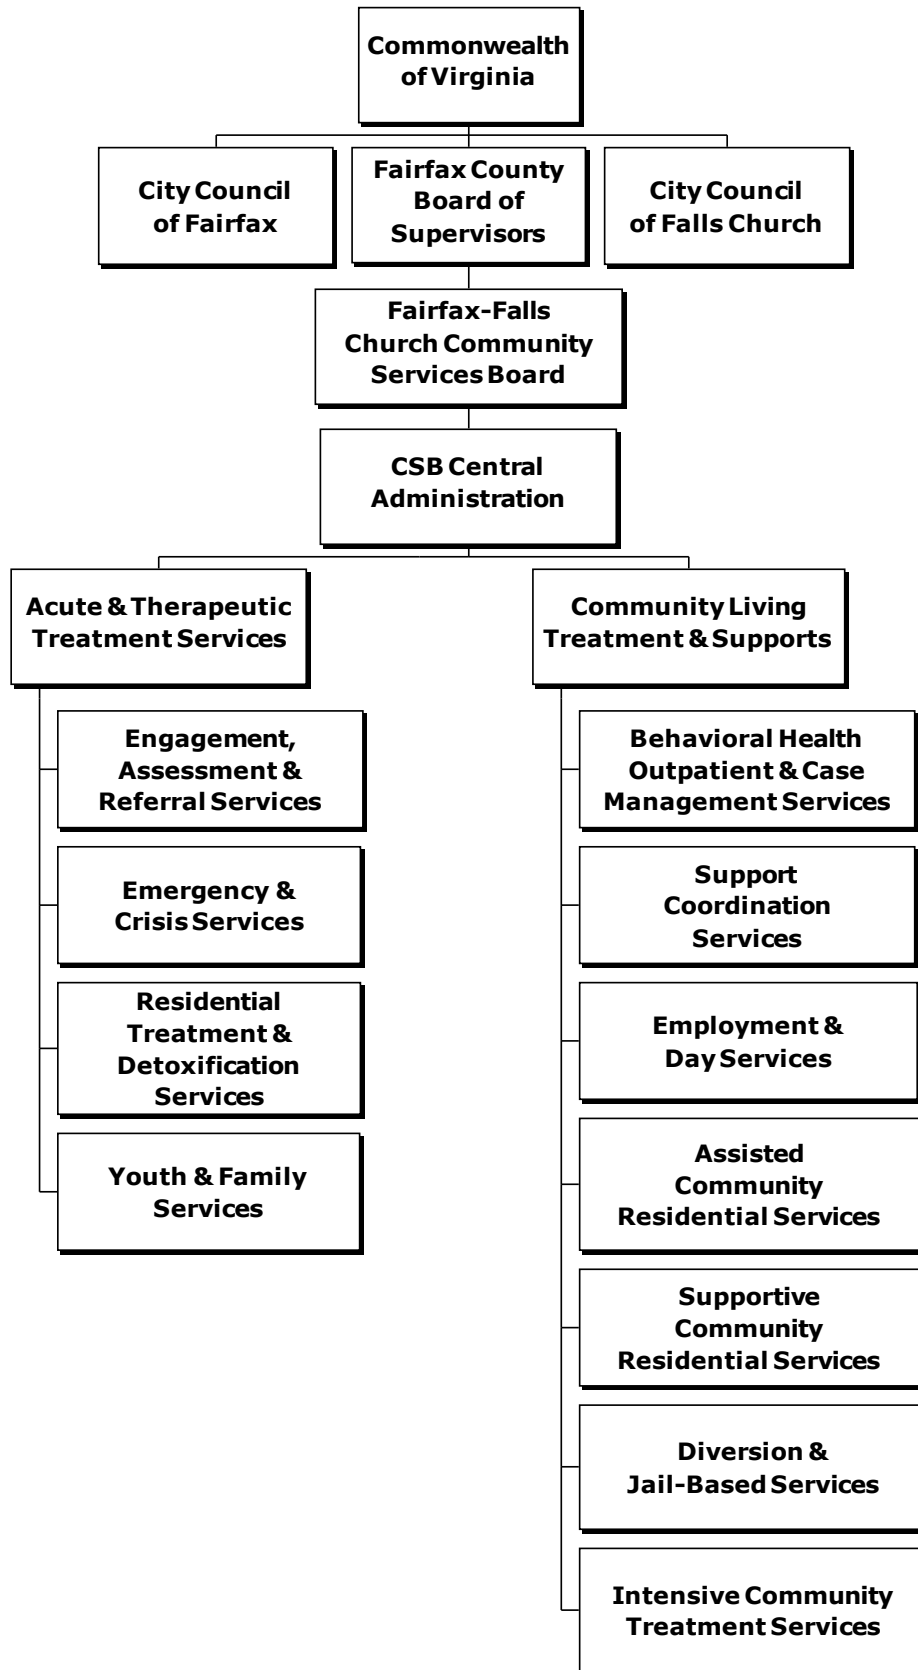 Commonwealth
of Virginia
City Council
of Fairfax
Fairfax County
Board of
Supervisors
City Council
of Falls Church
Fairfax-Falls
Church Community
Services Board
CSB Central
Administration
Acute & Therapeutic
Treatment Services
Engagement,
Assessment &
Referral Services
Emergency &
Crisis Services
Residential
Treatment &
Detoxification
Services
Youth & Family
Services
Community Living
Treatment & Supports
Behavioral Health
Outpatient & Case
Management Services
Support
Coordination
Services
Employment &
Day Services
Assisted
Community
Residential Services
Supportive
Community
Residential Services
Diversion &
Jail-Based Services
Intensive Community
Treatment Services